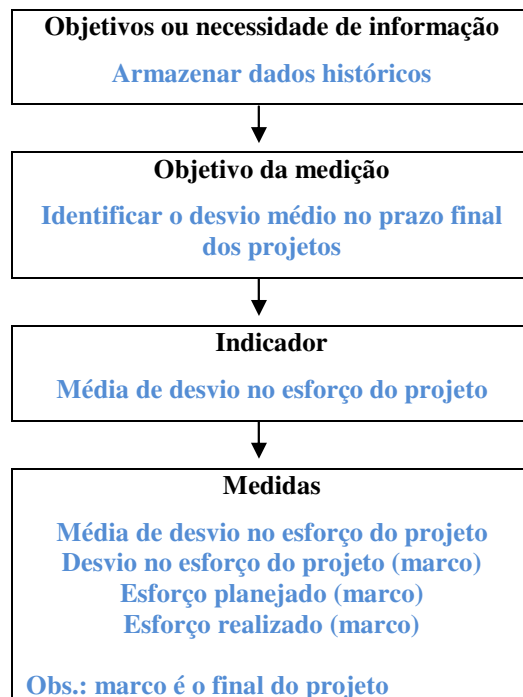 Objetivos ou necessidade de informação
Armazenar dados históricos
Objetivo da medição
Identificar o desvio médio no prazo final
dos projetos
Indicador
Média de desvio no esforço do projeto
Medidas
Média de desvio no esforço do projeto
Desvio no esforço do projeto (marco)
Esforço planejado (marco)
Esforço realizado (marco)
Obs.: marco é o final do projeto